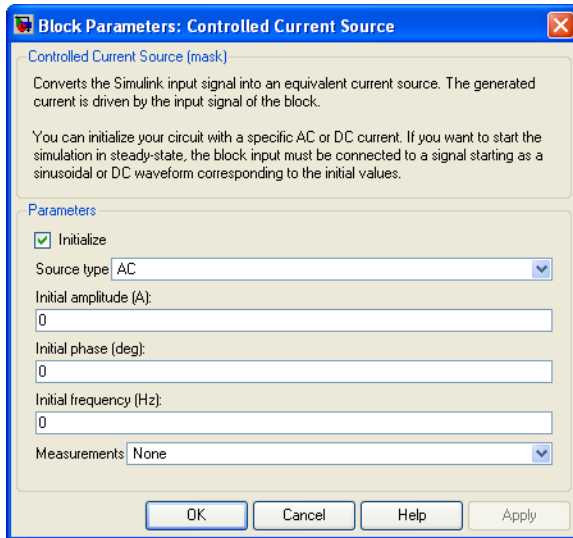 Block Parameters: Controlled Current Source
Controlled Current Source (mask)
Converts the Simulink input signal into an equivalent current source. The generated
current is driven by the input signal of the block.
You can initialize your circuit with a specific AC or DC current. If you want to start the
simulation in steady-state, the block input must be connected to a signal starting as a
sinusoidal or DC waveform corresponding to the initial values.
Parameters
Initialize
Source type AC
Initial amplitude (A):
0
Initial phase (deg):
0
Initial frequency (Hz):
0
Measurements None
OK Cancel Help Apply